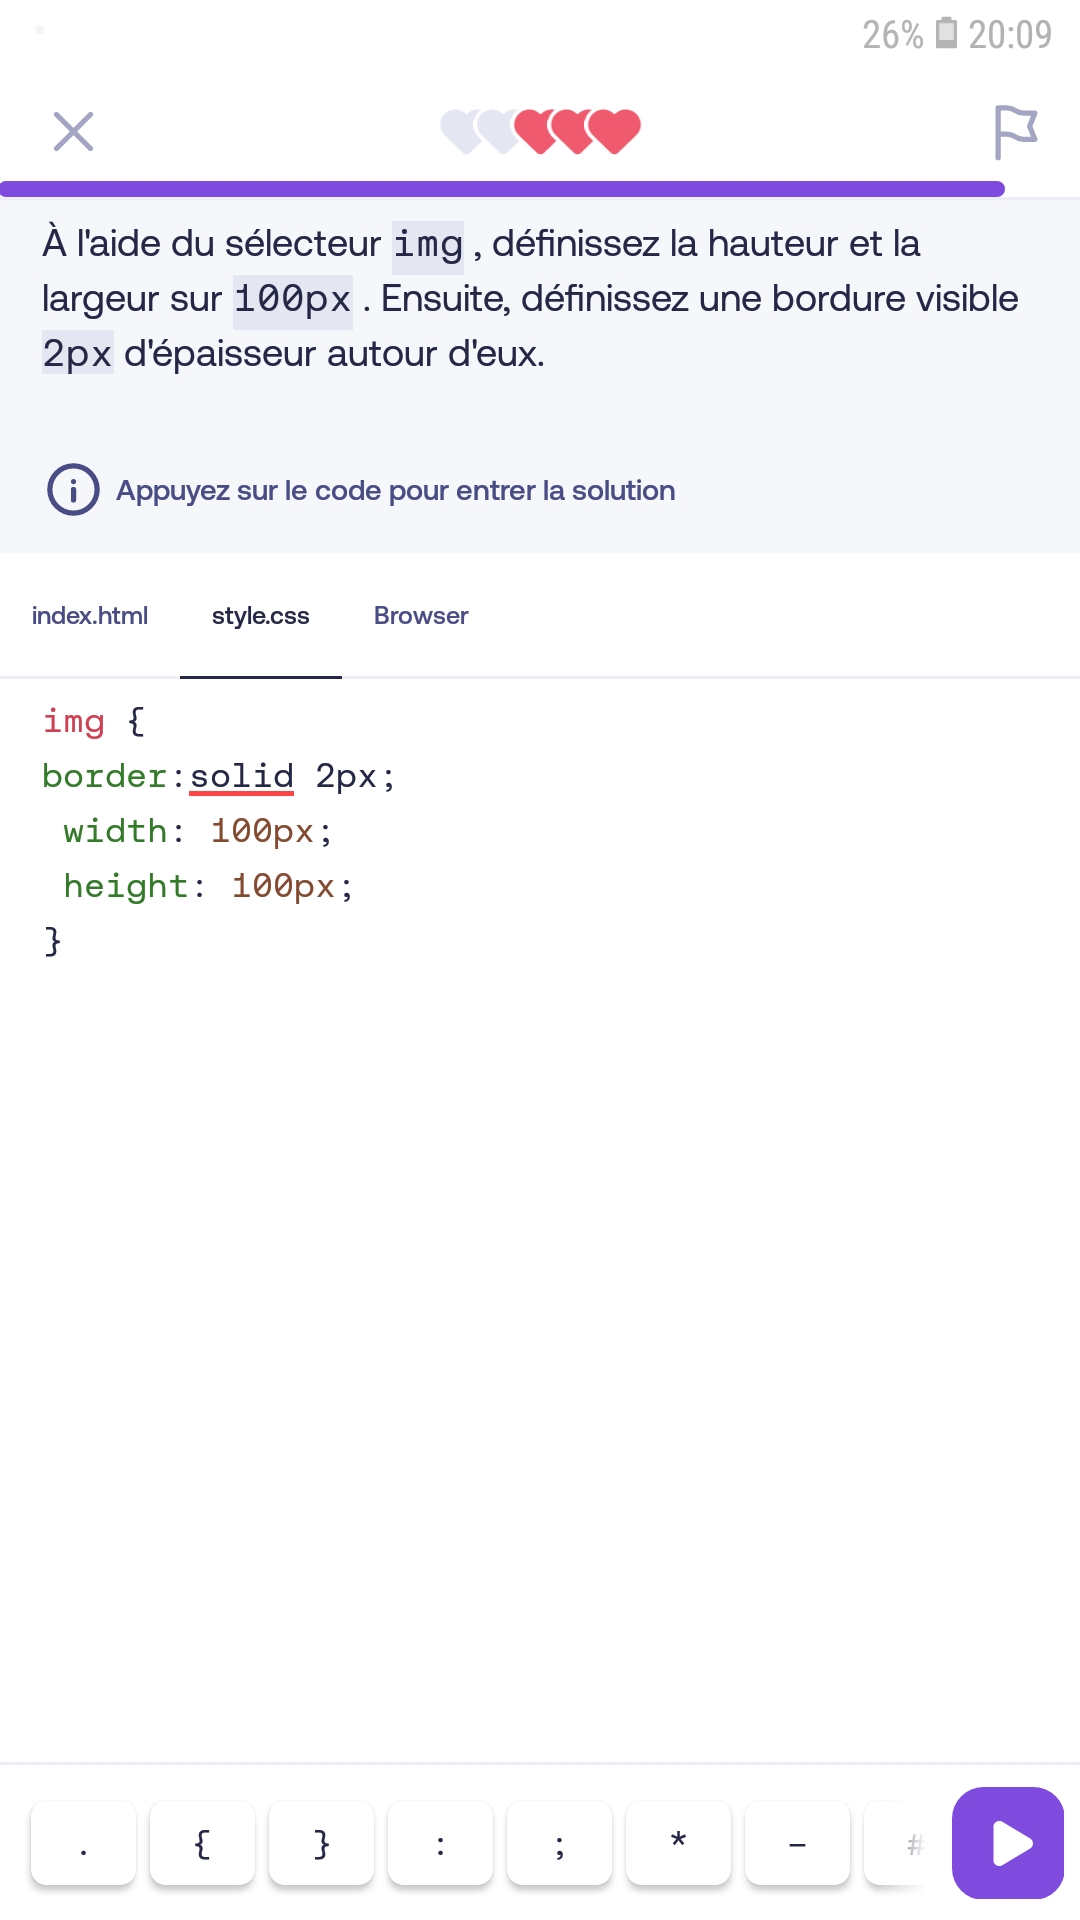 26% 20:09
À l'aide du sélecteur img , définissez la hauteur et la
largeur sur 100px . Ensuite, définissez une bordure visible
2px d'épaisseur autour d'eux.
Appuyez sur le code pour entrer la solution
index.html style.css Browser
img {
border:solid 2px;
width: 100px;
height: 100px;
}
. { } : ; * - #